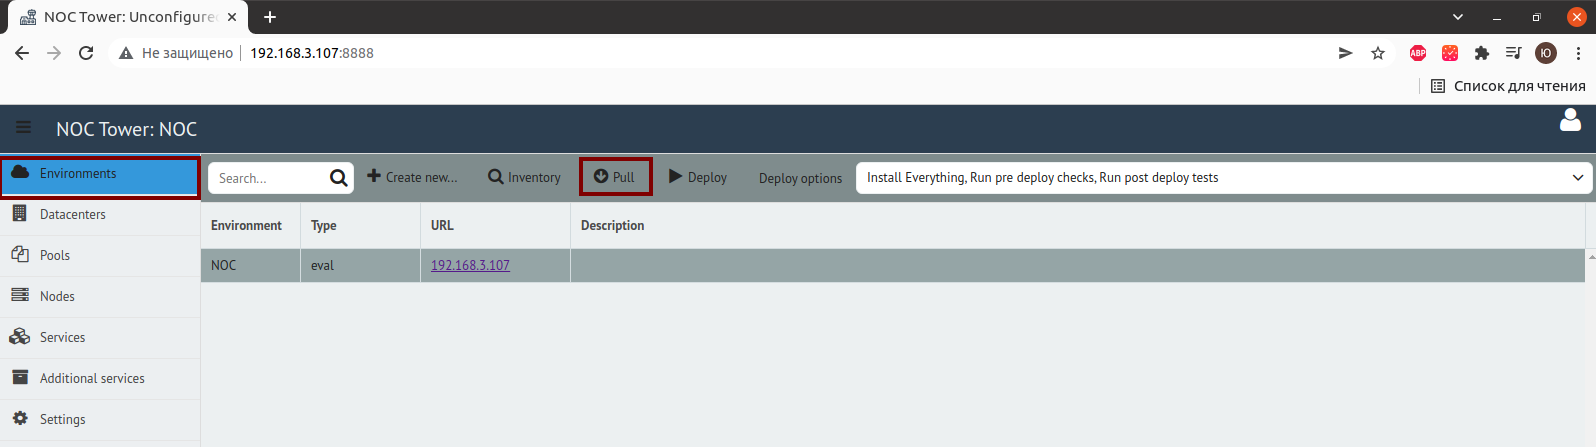 NOC Tower: Unconfigured
Не защищено 192.168.3.107:8888
ABP
Ю
Список для чтения
NOC Tower: NOC
Environments
Search...
Create new...
Inventory
Pull
Deploy
Deploy options
Install Everything, Run pre deploy checks, Run post deploy tests
Datacenters
Pools
Nodes
Services
Additional services
Settings
Environment Type URL Description
NOC eval 192.168.3.107